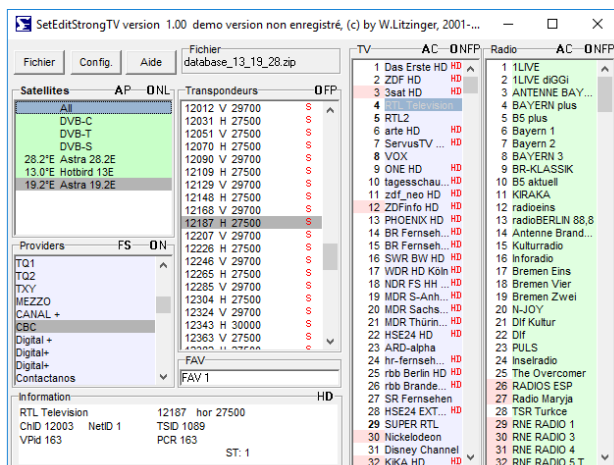 SetEditStrongTV version 1.00 demo version non enregistré, (c) by W.Litzinger, 2001-...
Fichier Config. Aide
Fichier
database_13_19_28.zip
Satellites AP ONL
All
DVB-C
DVB-T
DVB-S
28.2°E Astra 28.2E
13.0°E Hotbird 13E
19.2°E Astra 19.2E
Providers FS ON
TQ1
TQ2
TXY
MEZZO
CANAL +
CBC
Digital +
Digital+
Digital+
Contactanos
Transpondeurs OFP
12012 V 29700 S
12031 H 27500 S
12051 V 27500 S
12070 H 27500 S
12090 V 29700 S
12109 H 27500 S
12129 V 29700 S
12148 H 27500 S
12168 V 29700 S
12187 H 27500 S
12207 V 29700 S
12226 H 27500 S
12246 V 29700 S
12265 H 27500 S
12285 V 29700 S
12304 H 27500 S
12324 V 29700 S
12343 H 30000 S
12363 V 27500 S
FAV
FAV 1
Information HD
RTL Television 12187 hor 27500
ChID 12003 NetID 1 TSID 1089
VPid 163 PCR 163
ST: 1
TV AC ONFP
1 Das Erste HD HD
2 ZDF HD HD
3 3sat HD HD
4 RTL Television
5 RTL2
6 arte HD HD
7 ServusTV ... HD
8 VOX
9 ONE HD HD
10 tagesschau... HD
11 zdf_neo HD HD
12 ZDFinfo HD HD
13 PHOENIX HD HD
14 BR Fernseh... HD
15 BR Fernseh... HD
16 SWR BW HD HD
17 WDR HD Köln HD
18 NDR FS HH ... HD
19 MDR S-Anh... HD
20 MDR Sachs... HD
21 MDR Thürin... HD
22 HSE24 HD HD
23 ARD-alpha
24 hr-fernseh... HD
25 rbb Berlin HD HD
26 rbb Brande... HD
27 SR Fernsehen
28 HSE24 EXT... HD
29 SUPER RTL
30 Nickelodeon
31 Disney Channel
32 KiKA HD HD
Radio AC ONFP
1 1LIVE
2 1LIVE diGGi
3 ANTENNE BAY...
4 BAYERN plus
5 B5 plus
6 Bayern 1
7 Bayern 2
8 BAYERN 3
9 BR-KLASSIK
10 B5 aktuell
11 KIRAKA
12 radioeins
13 radioBERLIN 88,8
14 Antenne Brand...
15 Kulturradio
16 Inforadio
17 Bremen Eins
18 Bremen Vier
19 Bremen Zwei
20 N-JOY
21 Dlf Kultur
22 Dlf
23 PULS
24 Inselradio
25 The Overcomer
26 RADIOS ESP
27 Radio Maryja
28 TSR Turkce
29 RNE RADIO 1
30 RNE RADIO 3
31 RNE RADIO 4
32 RNE RADIO 5 T